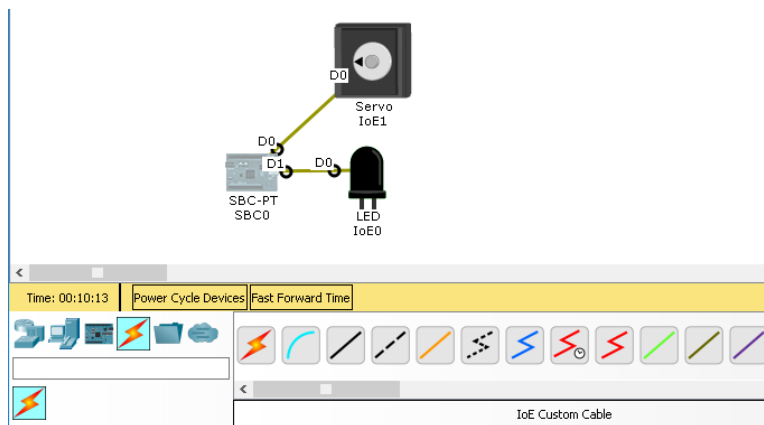 D0
Servo
IoE1
D0
D1
D0
SBC-PT
SBC0
LED
IoE0
Time: 00:10:13
Power Cycle Devices
Fast Forward Time
IoE Custom Cable